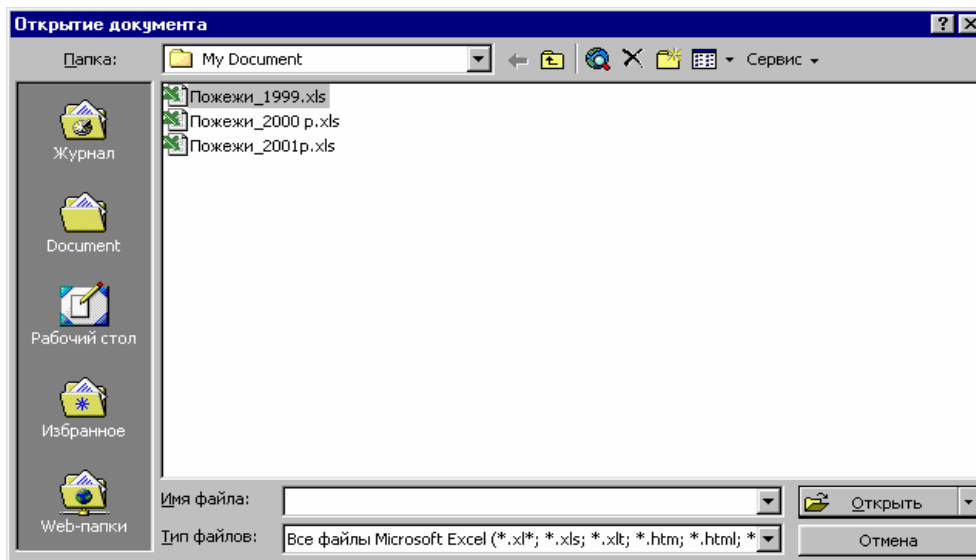 Открытие документа
Папка:
My Document
Сервис
Пожежи_1999.xls
Пожежи_2000 р.xls
Пожежи_2001р.xls
Журнал
Document
Рабочий стол
Избранное
Web-папки
Имя файла:
Открыть
Тип файлов:
Все файлы Microsoft Excel (*.xl*; *.xls; *.xlt; *.htm; *.html; *
Отмена